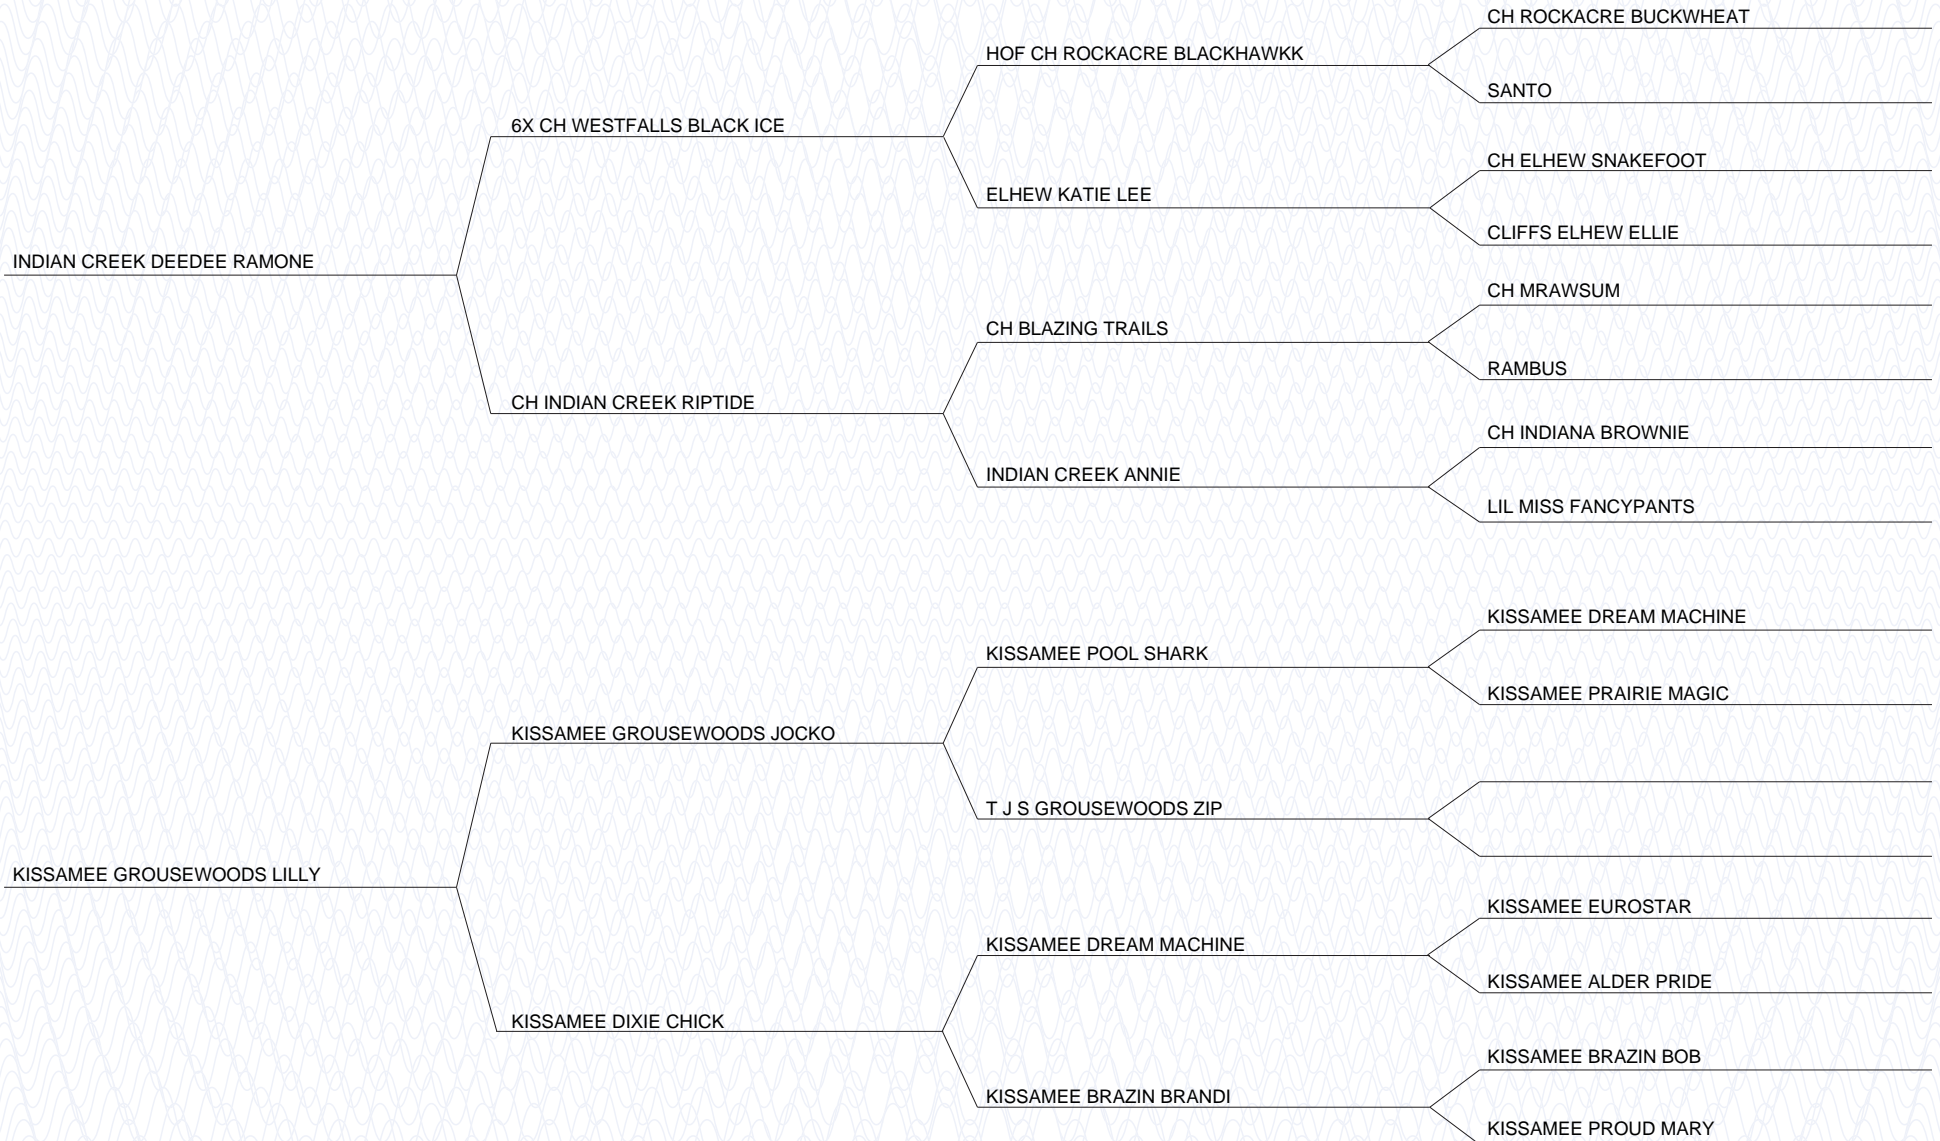 CH ROCKACRE BUCKWHEAT
HOF CH ROCKACRE BLACKHAWKK
SANTO
6X CH WESTFALLS BLACK ICE
CH ELHEW SNAKEFOOT
ELHEW KATIE LEE
CLIFFS ELHEW ELLIE
INDIAN CREEK DEEDEE RAMONE
CH MRAWSUM
CH BLAZING TRAILS
RAMBUS
CH INDIAN CREEK RIPTIDE
CH INDIANA BROWNIE
INDIAN CREEK ANNIE
LIL MISS FANCYPANTS
KISSAMEE DREAM MACHINE
KISSAMEE POOL SHARK
KISSAMEE PRAIRIE MAGIC
KISSAMEE GROUSEWOODS JOCKO
T J S GROUSEWOODS ZIP
KISSAMEE GROUSEWOODS LILLY
KISSAMEE EUROSTAR
KISSAMEE DREAM MACHINE
KISSAMEE ALDER PRIDE
KISSAMEE DIXIE CHICK
KISSAMEE BRAZIN BOB
KISSAMEE BRAZIN BRANDI
KISSAMEE PROUD MARY